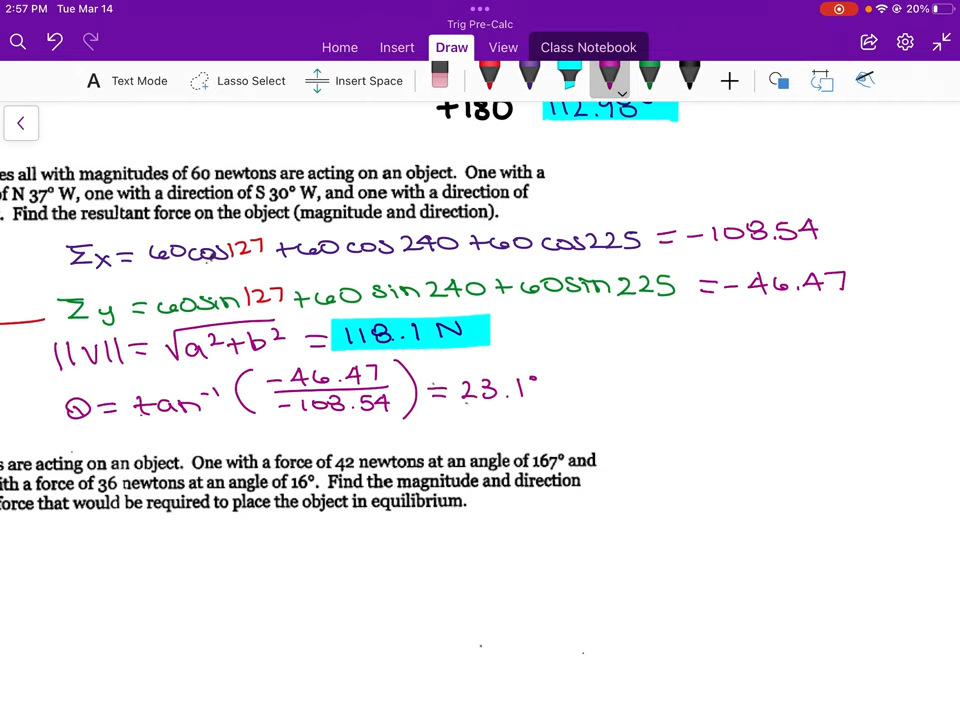 2:57 PM Tue Mar 14
20%
Trig Pre-Calc
Home Insert Draw View Class Notebook
A Text Mode Lasso Select Insert Space
+180 112.98°
es all with magnitudes of 60 newtons are acting on an object. One with a
of N 37° W, one with a direction of S 30° W, and one with a direction of
. Find the resultant force on the object (magnitude and direction).
Σx = 60cos127 +60 cos 240 +60 cos225 = -108.54
Σy = 60sin127 +60 sin240 + 60sin225 = -46.47
||V|| = √a²+b² = 118.1 N
θ = tan⁻¹ ( -46.47 / -108.54 ) = 23.1°
s are acting on an object. One with a force of 42 newtons at an angle of 167° and
ith a force of 36 newtons at an angle of 16°. Find the magnitude and direction
force that would be required to place the object in equilibrium.